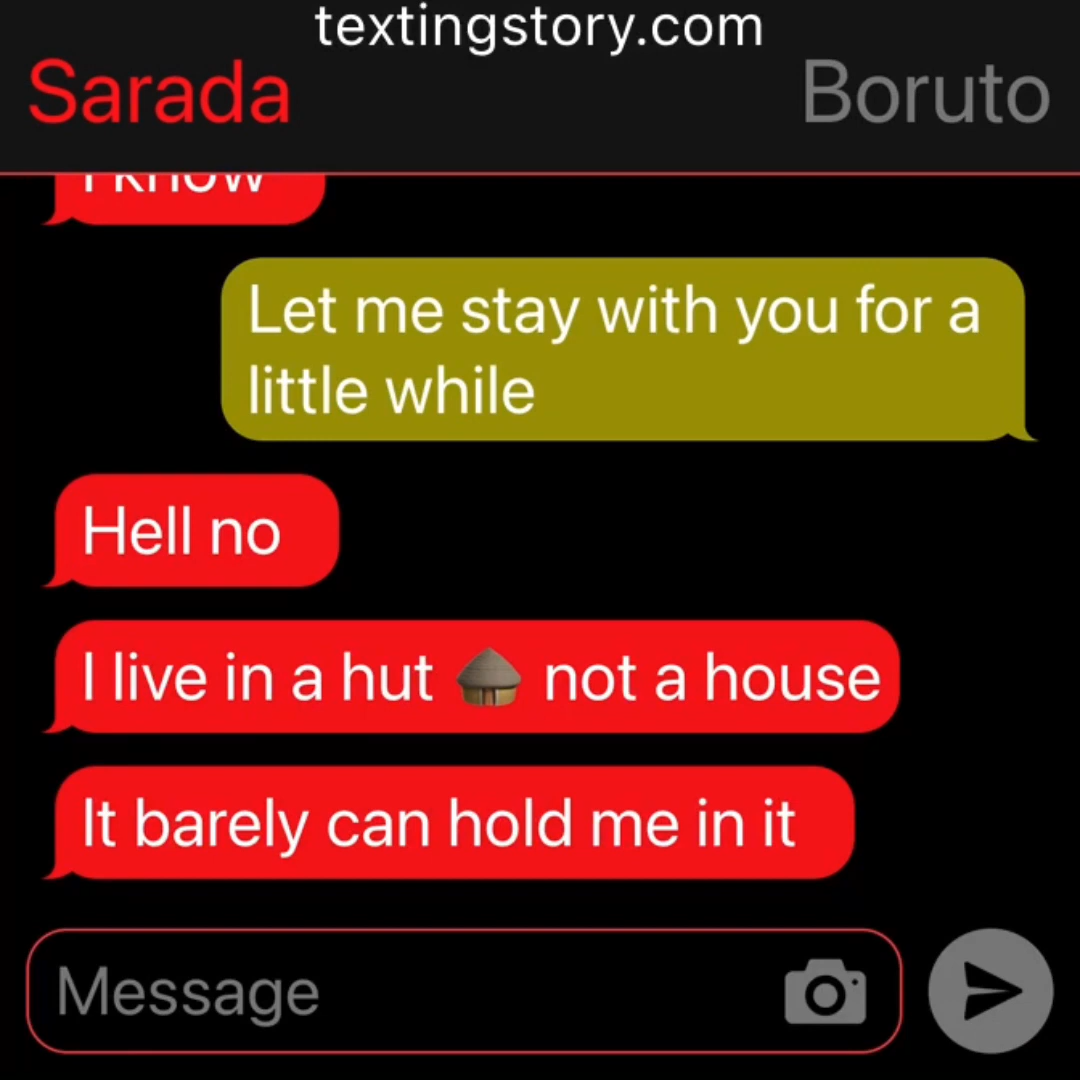 textingstory.com
Sarada
Boruto
I know
Let me stay with you for a
little while
Hell no
I live in a hut 🛖 not a house
It barely can hold me in it
Message